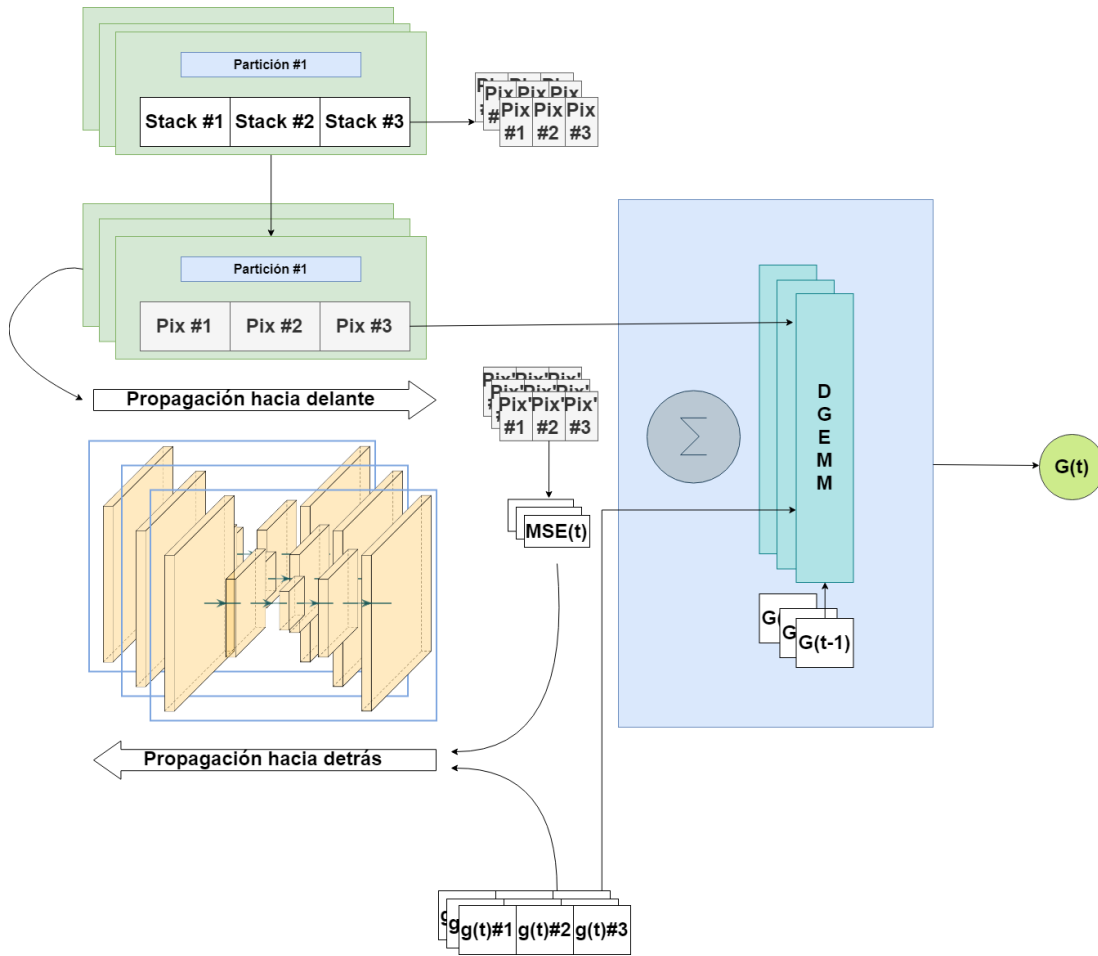 Partición #1
Stack #1 Stack #2 Stack #3
Pix
#1
Pix
#2
Pix
#3
Partición #1
Pix #1 Pix #2 Pix #3
Propagación hacia delante
Pix'
#1
Pix'
#2
Pix'
#3
MSE(t)
Σ
D
G
E
M
M
G(t)
G(t-1)
Propagación hacia detrás
g(t)#1 g(t)#2 g(t)#3